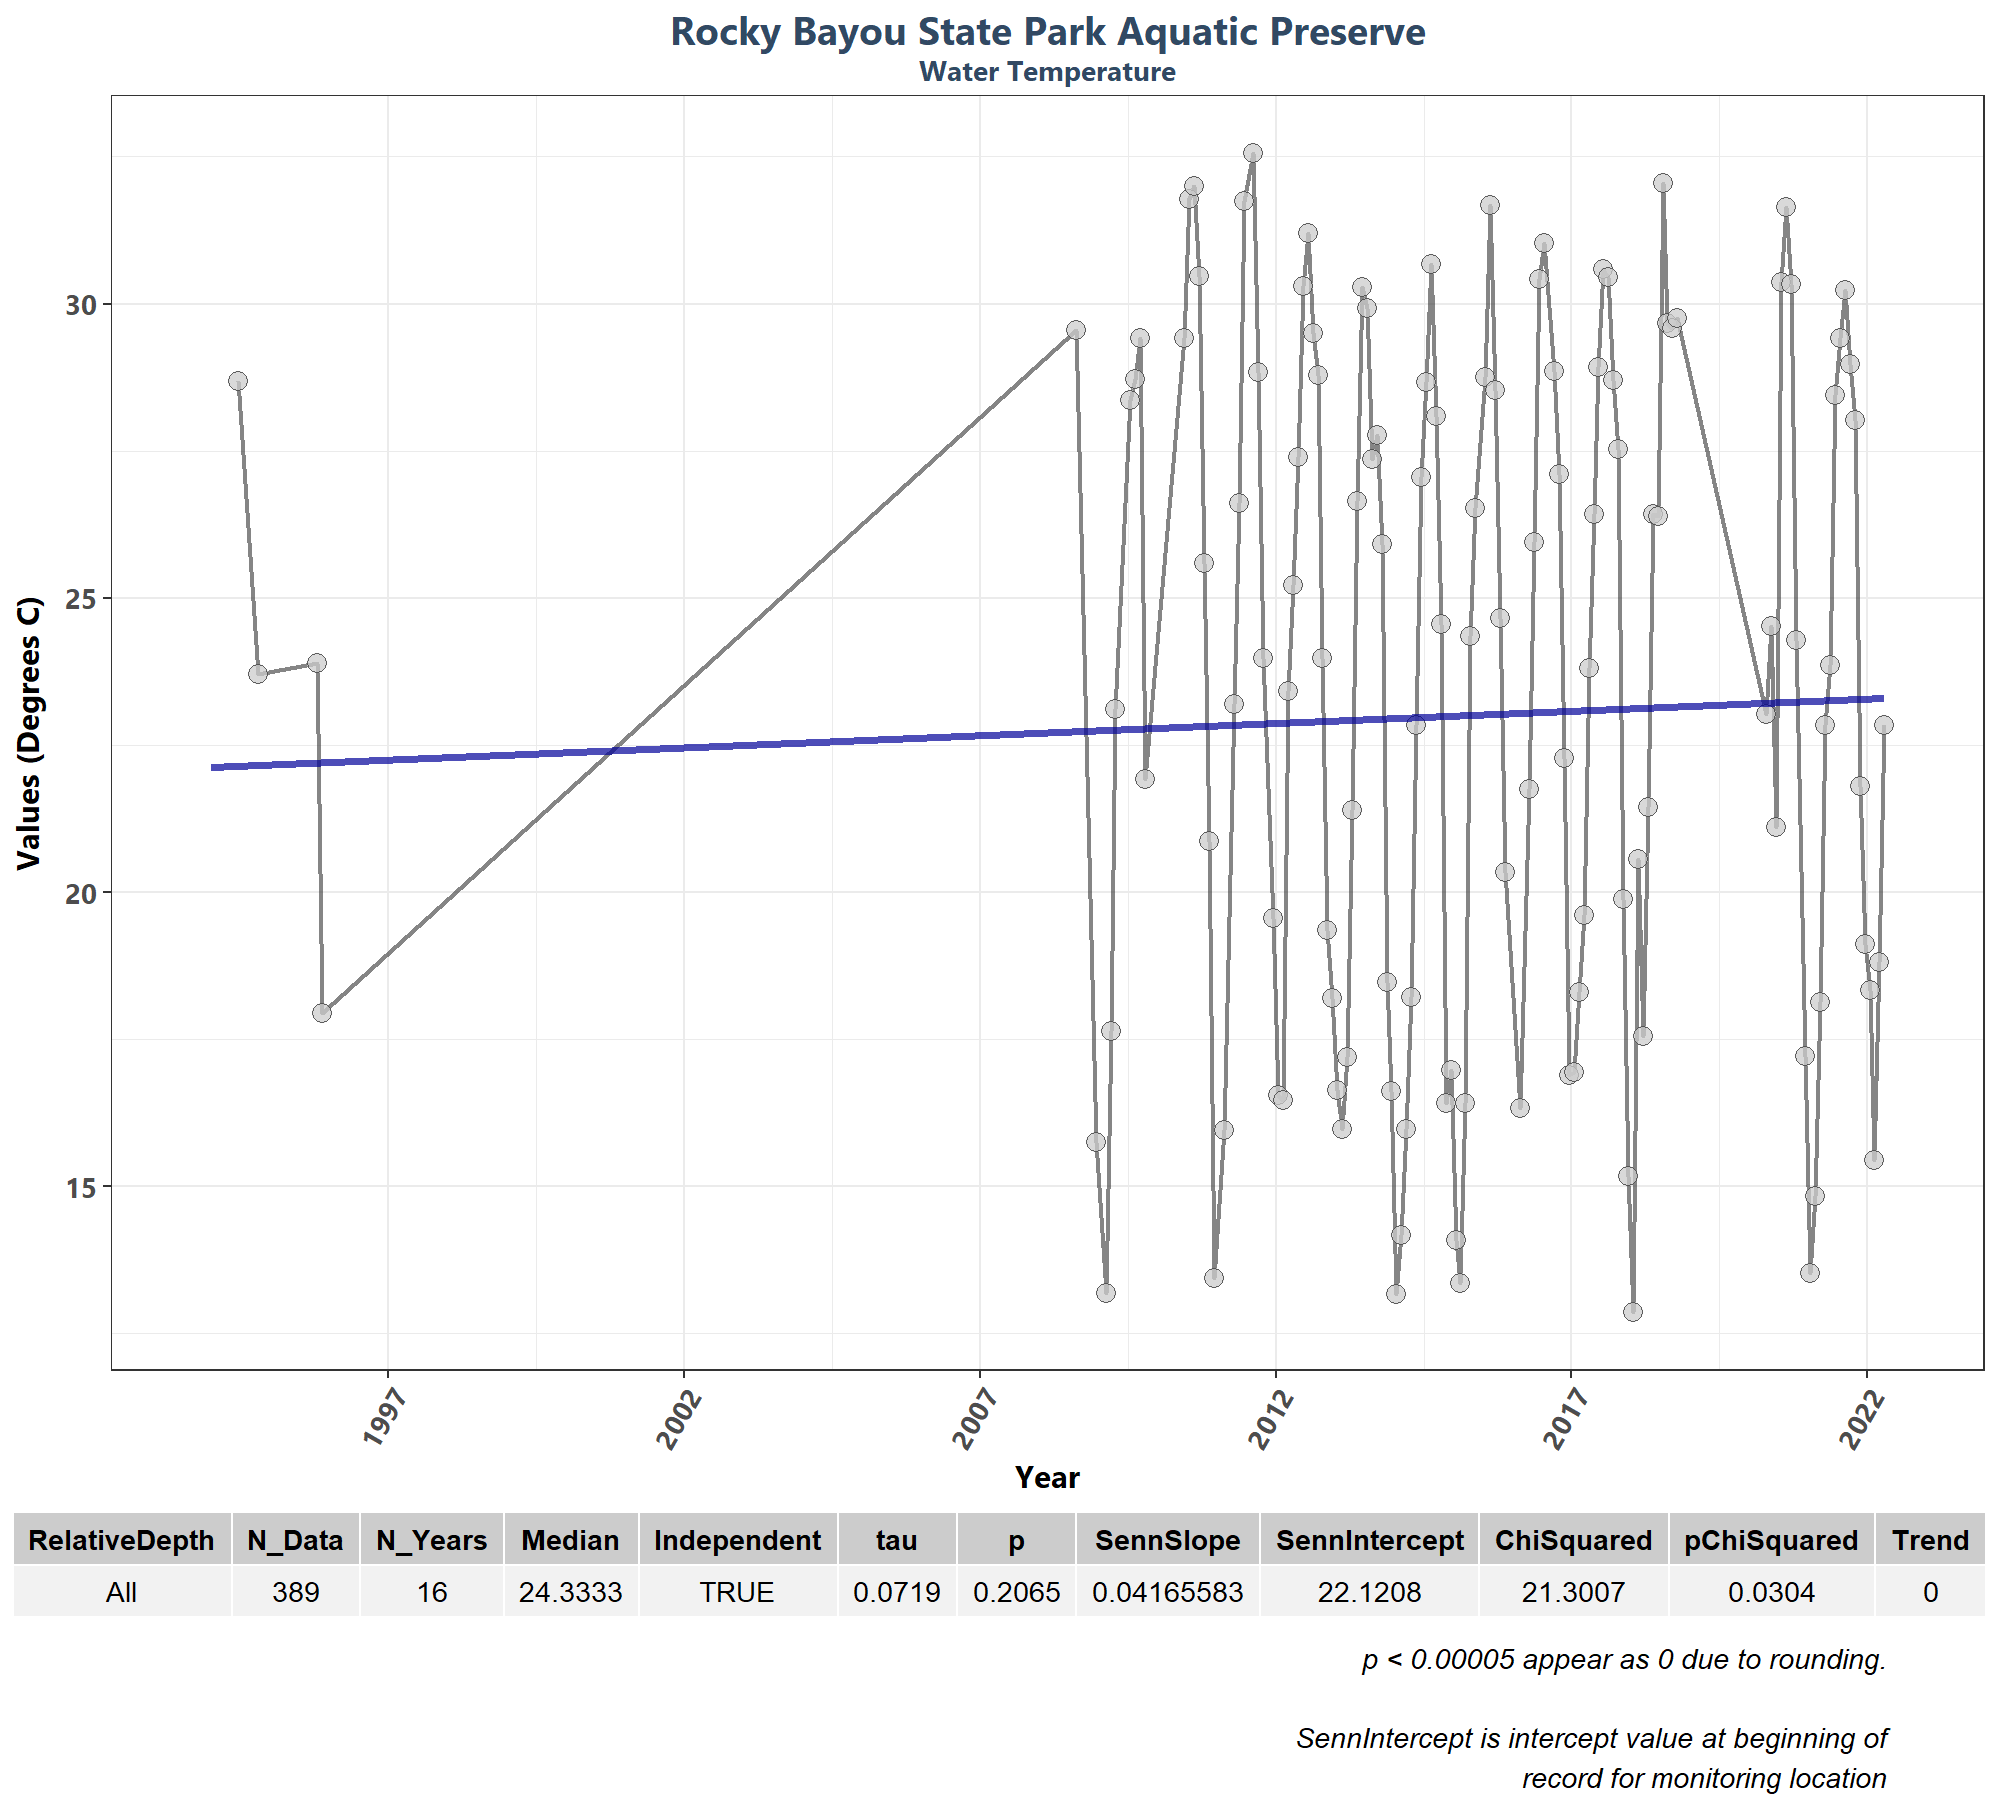 Rocky Bayou State Park Aquatic Preserve
Water Temperature
Values (Degrees C)
30
25
20
15
1997
2002
2007
2012
2017
2022
Year
RelativeDepth N_Data N_Years Median Independent tau p SennSlope SennIntercept ChiSquared pChiSquared Trend
All 389 16 24.3333 TRUE 0.0719 0.2065 0.04165583 22.1208 21.3007 0.0304 0
p < 0.00005 appear as 0 due to rounding.
SennIntercept is intercept value at beginning of
record for monitoring location